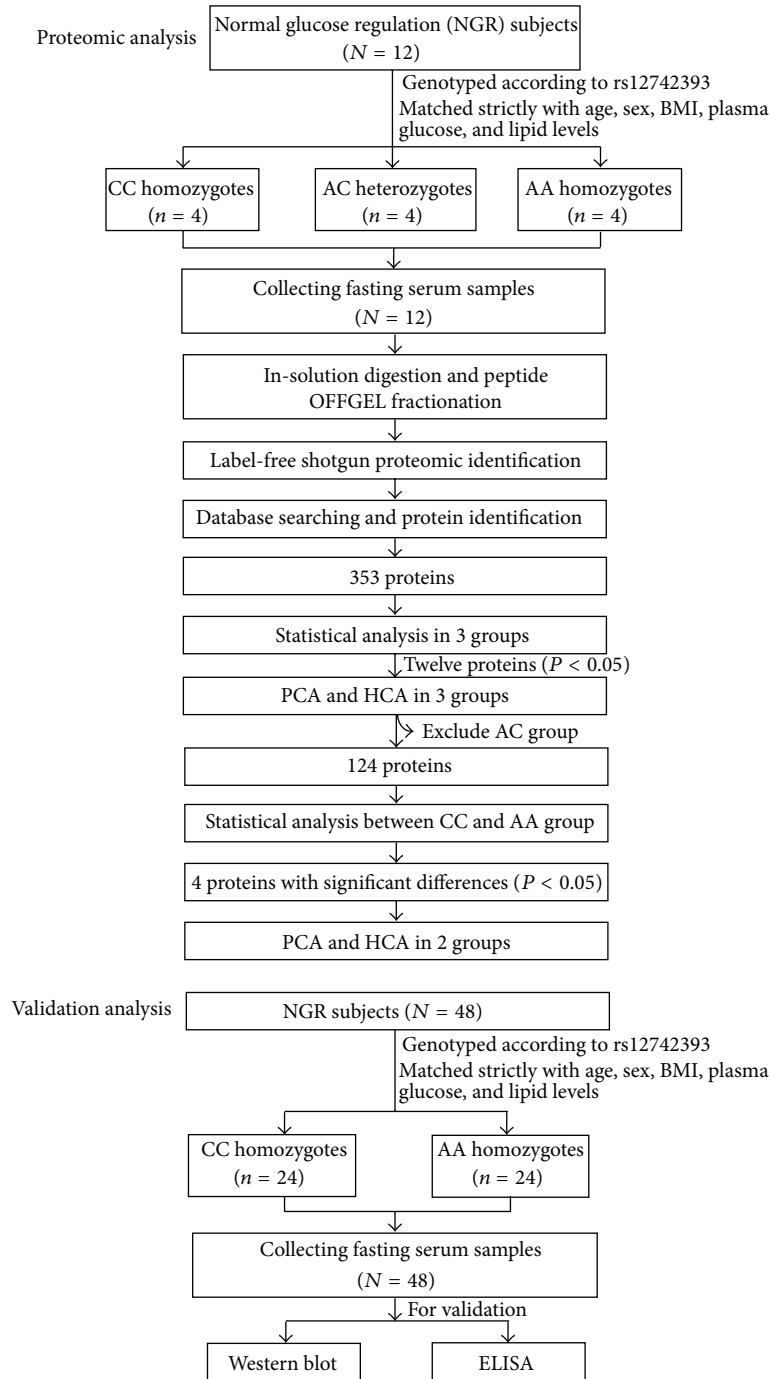 Proteomic analysis
Normal glucose regulation (NGR) subjects
(N = 12)
Genotyped according to rs12742393
Matched strictly with age, sex, BMI, plasma
glucose, and lipid levels
CC homozygotes
(n = 4)
AC heterozygotes
(n = 4)
AA homozygotes
(n = 4)
Collecting fasting serum samples
(N = 12)
In-solution digestion and peptide
OFFGEL fractionation
Label-free shotgun proteomic identification
Database searching and protein identification
353 proteins
Statistical analysis in 3 groups
Twelve proteins (P < 0.05)
PCA and HCA in 3 groups
Exclude AC group
124 proteins
Statistical analysis between CC and AA group
4 proteins with significant differences (P < 0.05)
PCA and HCA in 2 groups
Validation analysis
NGR subjects (N = 48)
Genotyped according to rs12742393
Matched strictly with age, sex, BMI, plasma
glucose, and lipid levels
CC homozygotes
(n = 24)
AA homozygotes
(n = 24)
Collecting fasting serum samples
(N = 48)
For validation
Western blot
ELISA